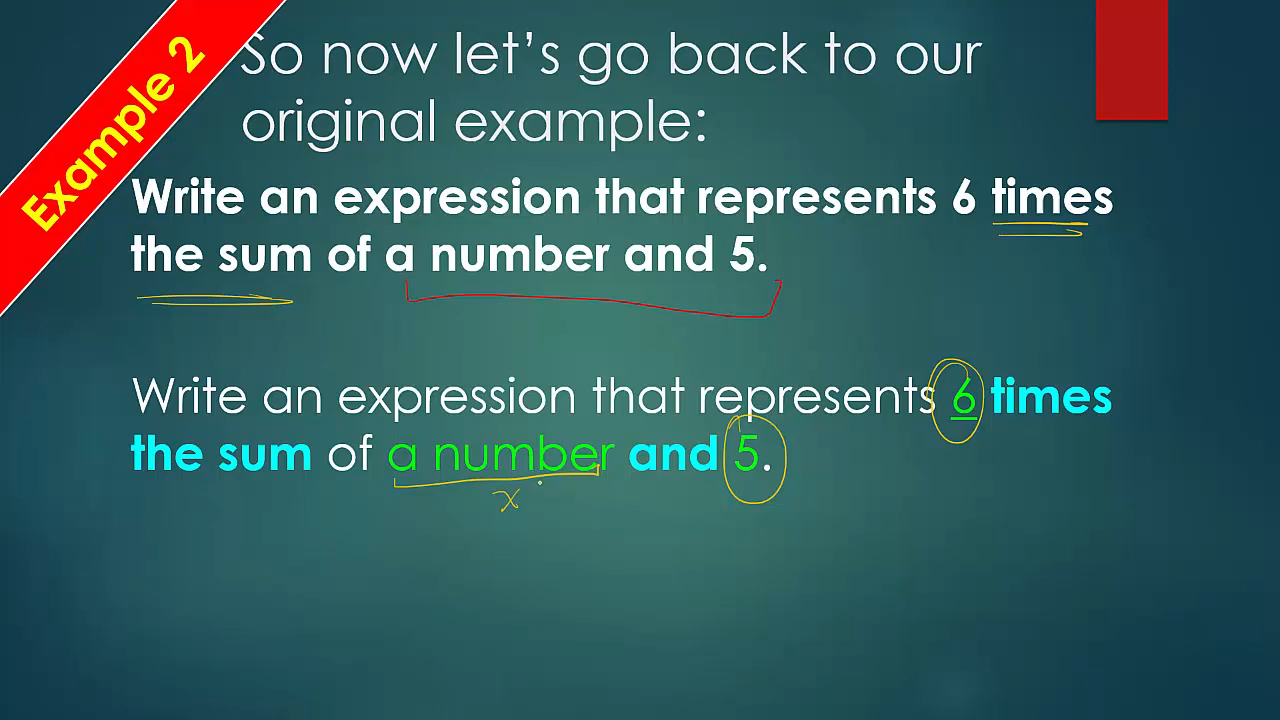 Example 2
So now let's go back to our
original example:
Write an expression that represents 6 times
the sum of a number and 5.
Write an expression that represents 6 times
the sum of a number and 5.
x